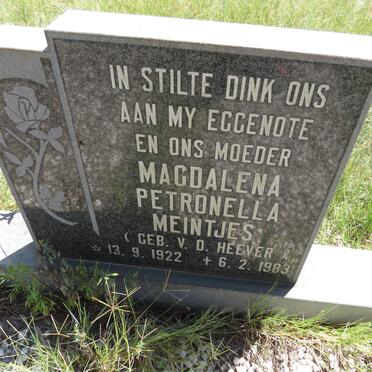 IN STILTE DINK ONS
AAN MY EGGENOTE
EN ONS MOEDER
MAGDALENA
PETRONELLA
MEINTJES
( GEB. V. D. HEEVER )
* 13. 9. 1922 + 6. 2. 1983